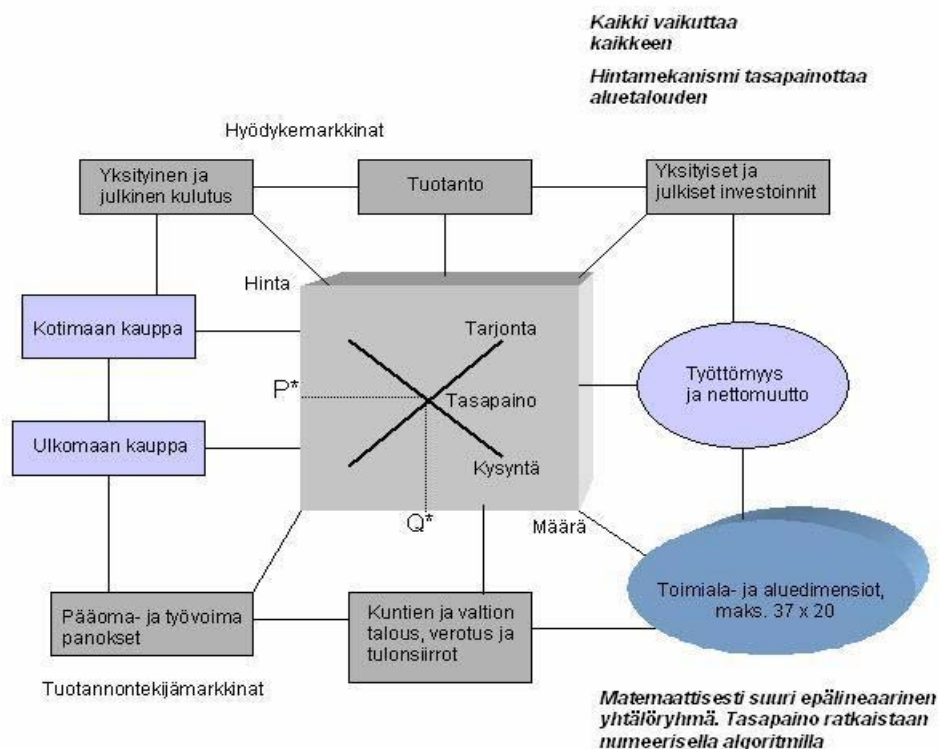 Kaikki vaikuttaa
kaikkeen
Hintamekanismi tasapainottaa
aluetalouden
Hyödykemarkkinat
Yksityinen ja
julkinen kulutus
Tuotanto
Yksityiset ja
julkiset investoinnit
Hinta
Kotimaan kauppa
Tarjonta
Työttömyys
ja nettomuutto
P*
Tasapaino
Ulkomaan kauppa
Kysyntä
Q*
Määrä
Pääoma- ja työvoima
panokset
Kuntien ja valtion
talous, verotus ja
tulonsiirrot
Toimiala- ja aluedimensiot,
maks. 37 x 20
Tuotannontekijämarkkinat
Matemaattisesti suuri epälineaarinen
yhtälöryhmä. Tasapaino ratkaistaan
numeerisella algoritmilla